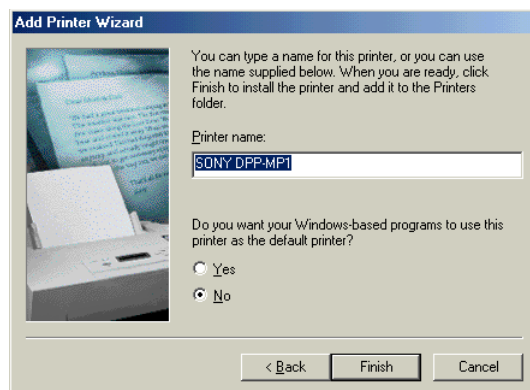 Add Printer Wizard
You can type a name for this printer, or you can use
the name supplied below. When you are ready, click
Finish to install the printer and add it to the Printers
folder.
Printer name:
SONY DPP-MP1
Do you want your Windows-based programs to use this
printer as the default printer?
Yes
No
< Back
Finish
Cancel